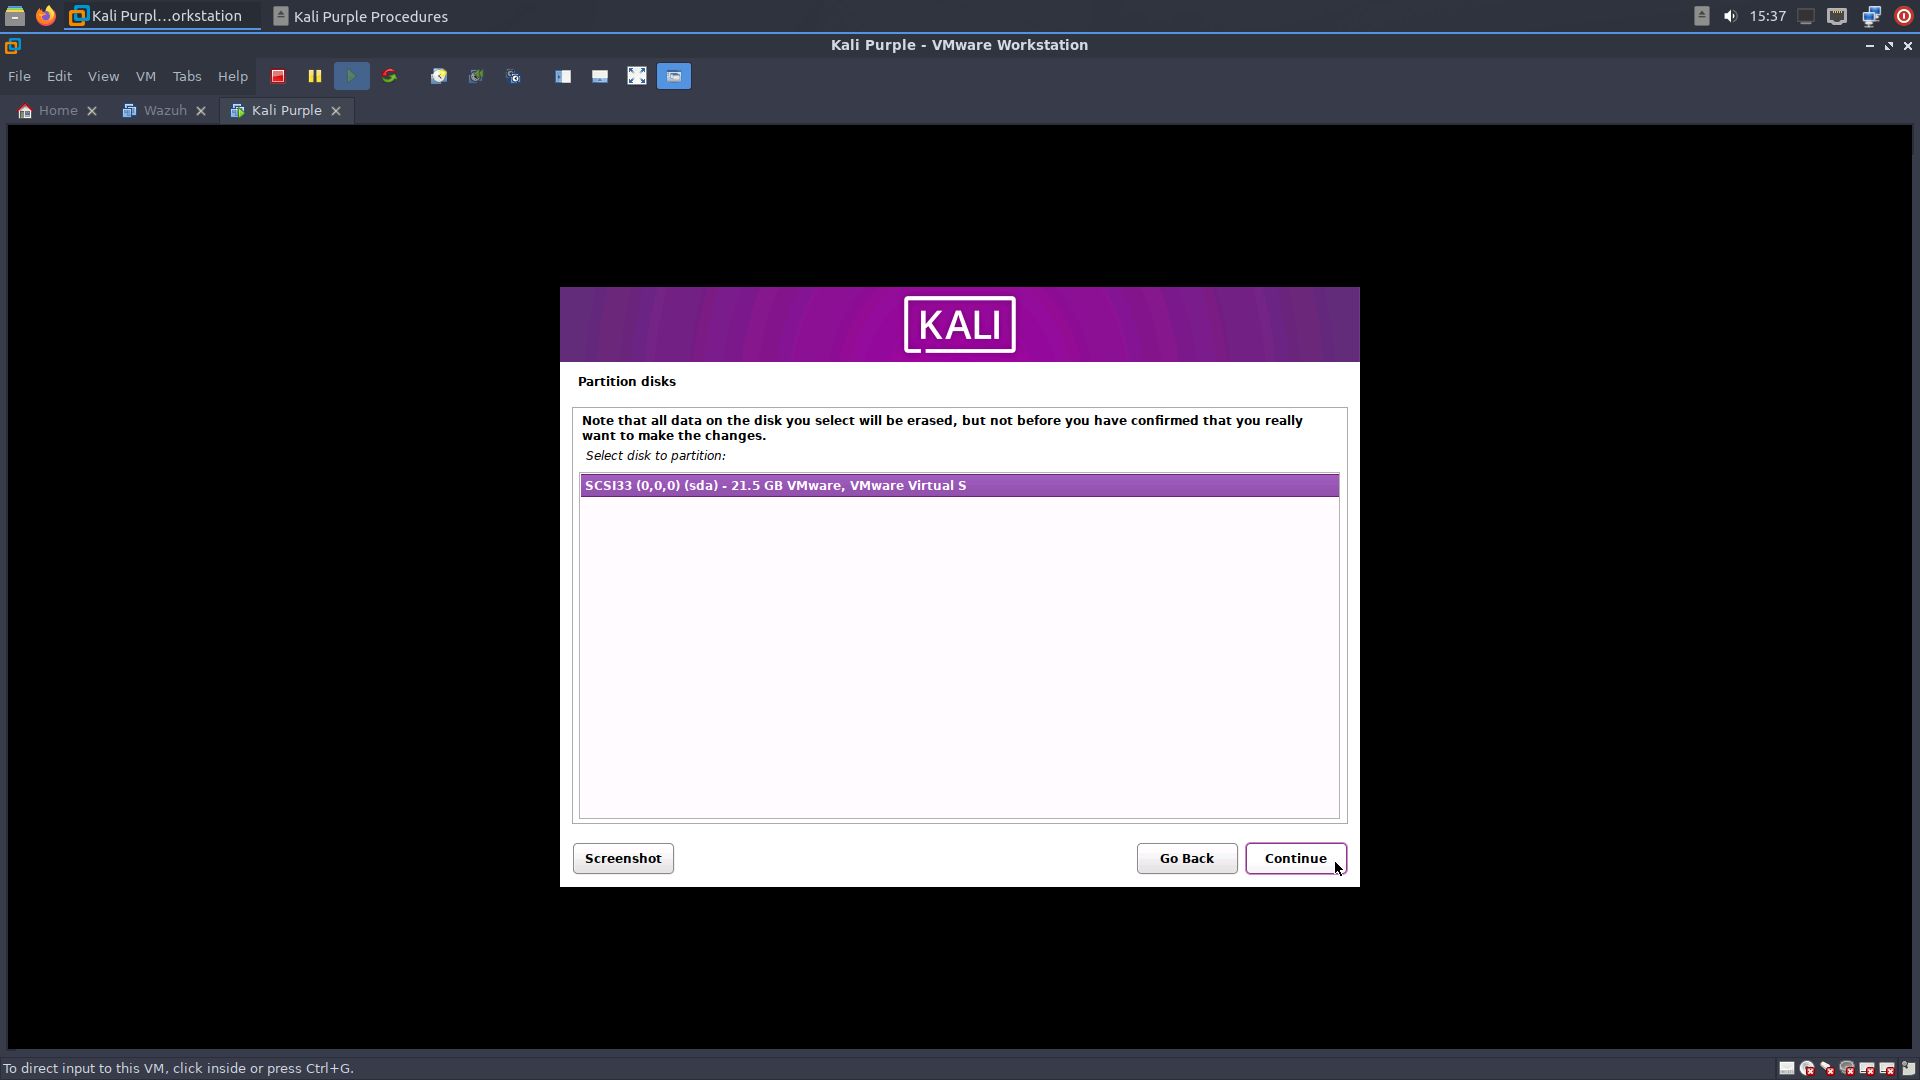 Kali Purpl...orkstation
Kali Purple Procedures
15:37
Kali Purple - VMware Workstation
File Edit View VM Tabs Help
Home
Wazuh
Kali Purple
KALI
Partition disks
Note that all data on the disk you select will be erased, but not before you have confirmed that you really
want to make the changes.
Select disk to partition:
SCSI33 (0,0,0) (sda) - 21.5 GB VMware, VMware Virtual S
Screenshot
Go Back
Continue
To direct input to this VM, click inside or press Ctrl+G.